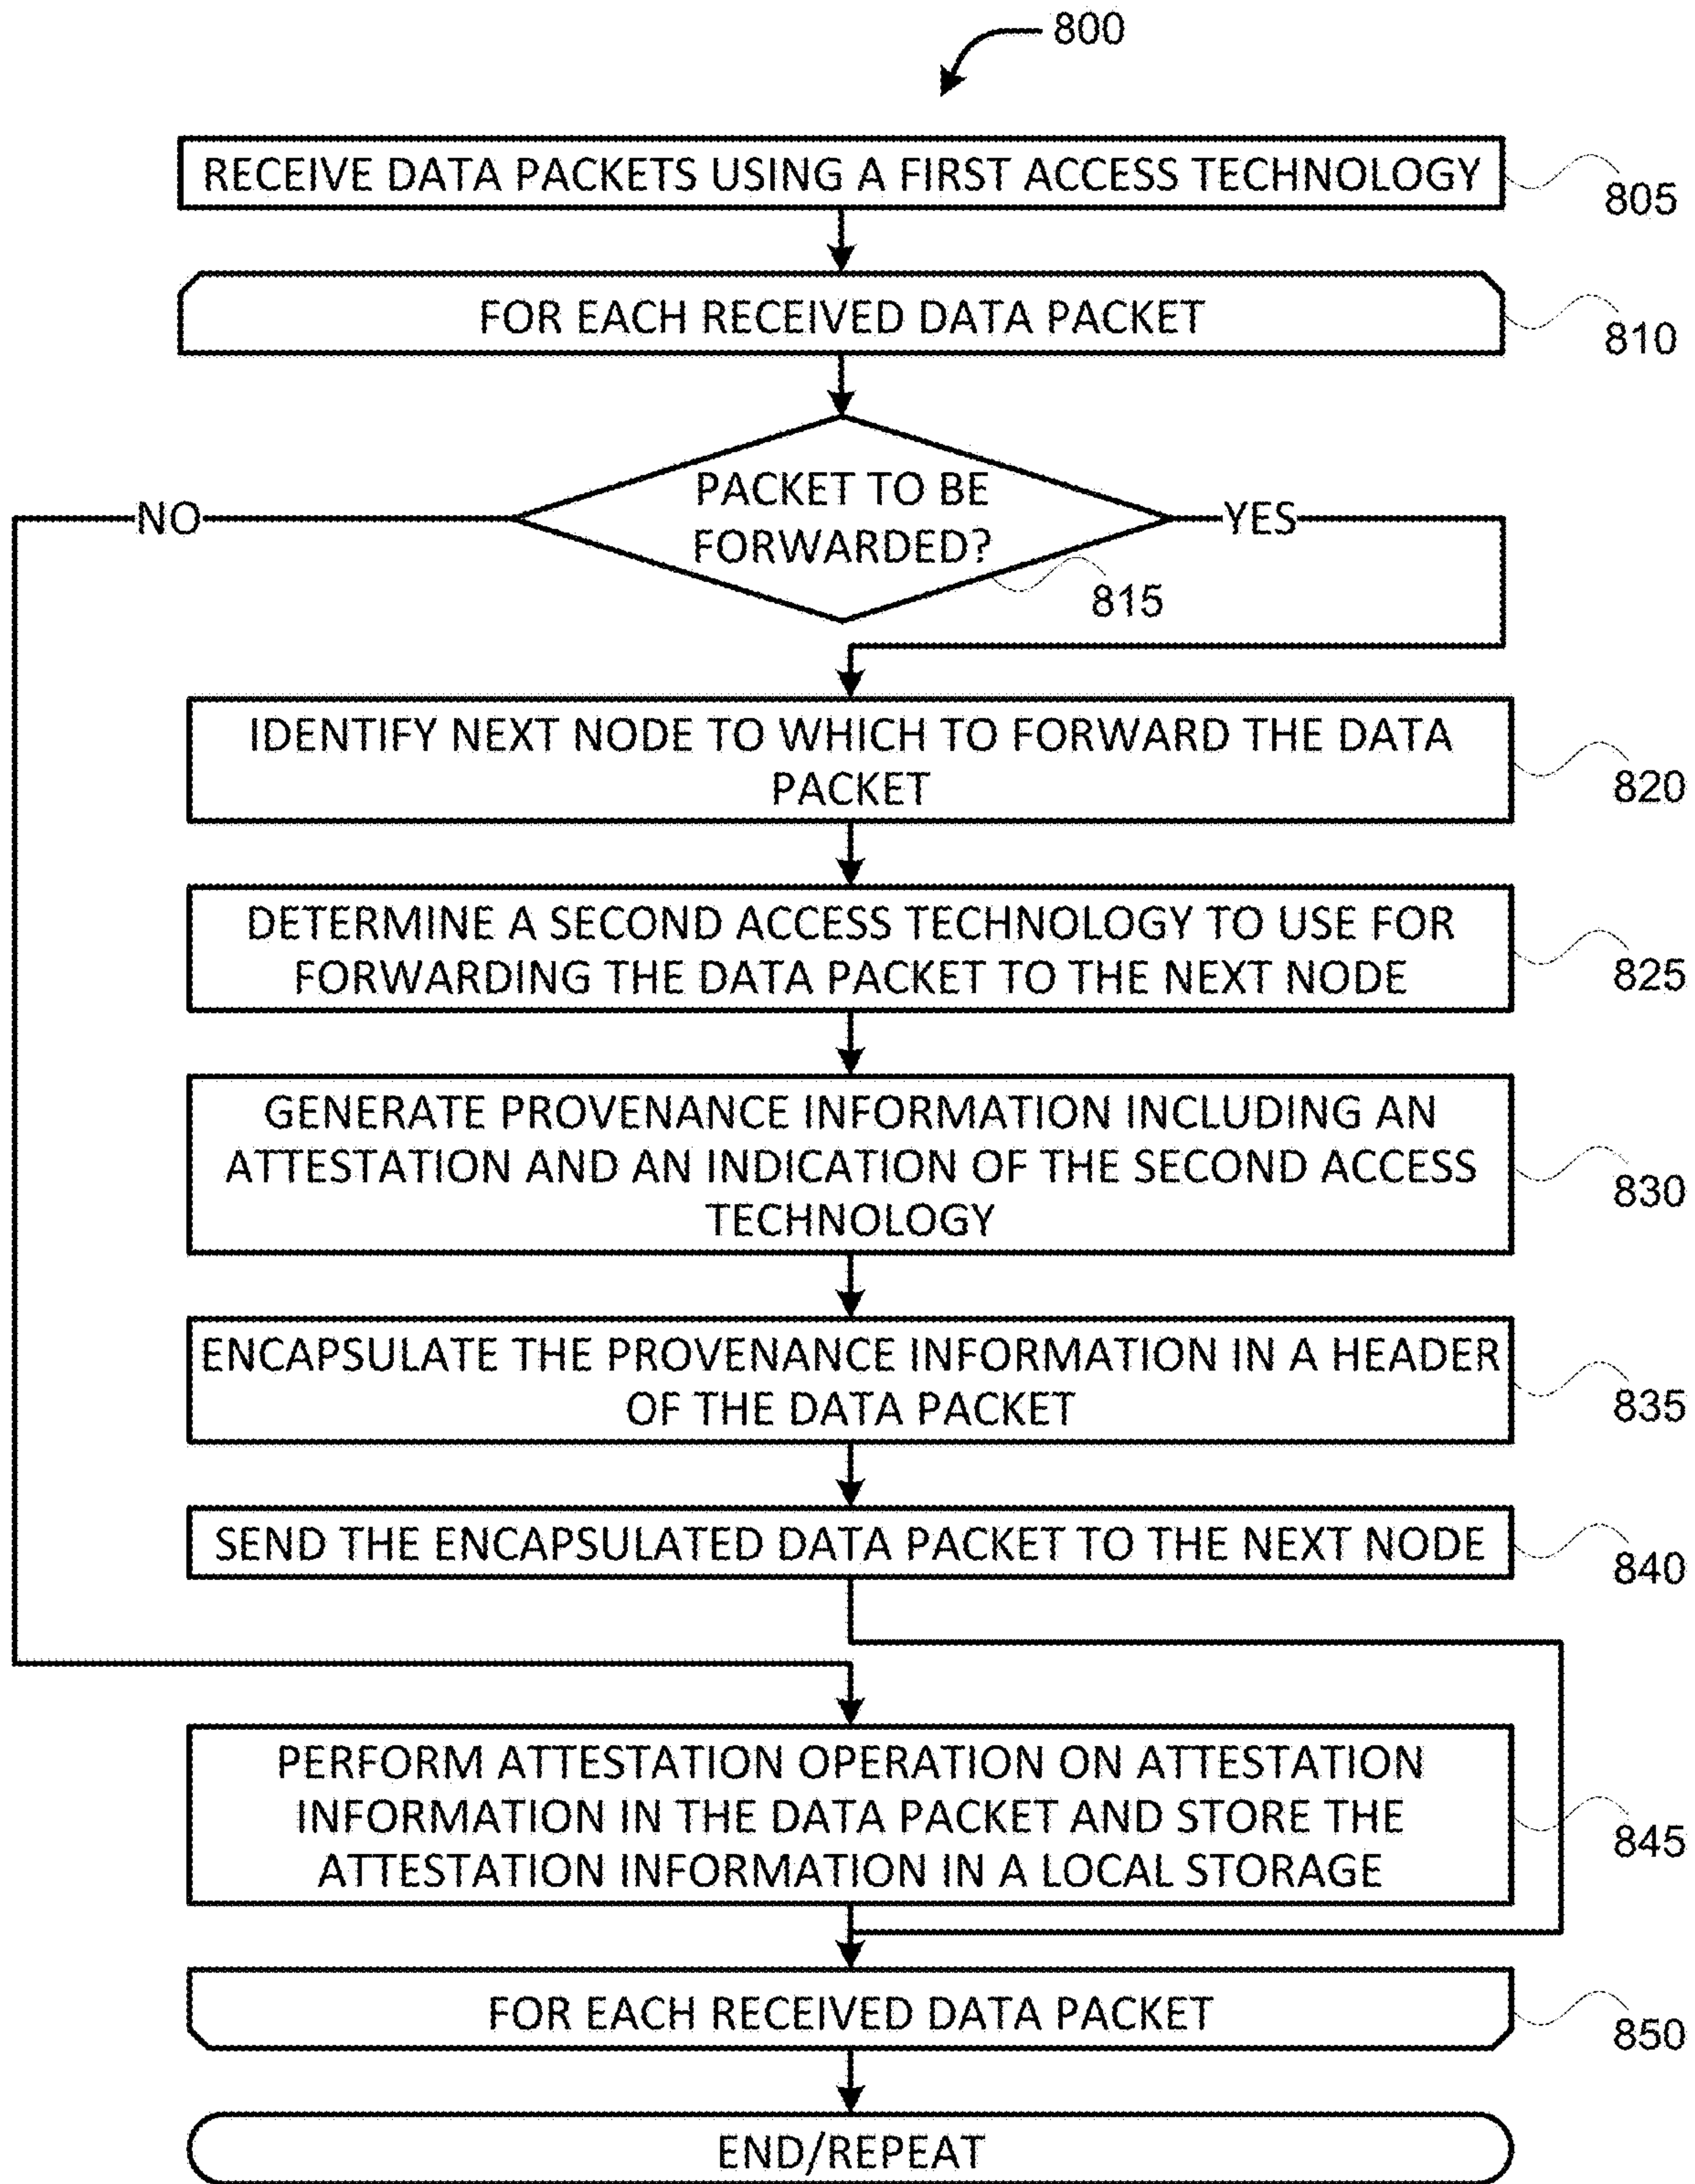 800
RECEIVE DATA PACKETS USING A FIRST ACCESS TECHNOLOGY
805
FOR EACH RECEIVED DATA PACKET
810
PACKET TO BE
FORWARDED?
NO
YES
815
IDENTIFY NEXT NODE TO WHICH TO FORWARD THE DATA
PACKET
820
DETERMINE A SECOND ACCESS TECHNOLOGY TO USE FOR
FORWARDING THE DATA PACKET TO THE NEXT NODE
825
GENERATE PROVENANCE INFORMATION INCLUDING AN
ATTESTATION AND AN INDICATION OF THE SECOND ACCESS
TECHNOLOGY
830
ENCAPSULATE THE PROVENANCE INFORMATION IN A HEADER
OF THE DATA PACKET
835
SEND THE ENCAPSULATED DATA PACKET TO THE NEXT NODE
840
PERFORM ATTESTATION OPERATION ON ATTESTATION
INFORMATION IN THE DATA PACKET AND STORE THE
ATTESTATION INFORMATION IN A LOCAL STORAGE
845
FOR EACH RECEIVED DATA PACKET
850
END/REPEAT